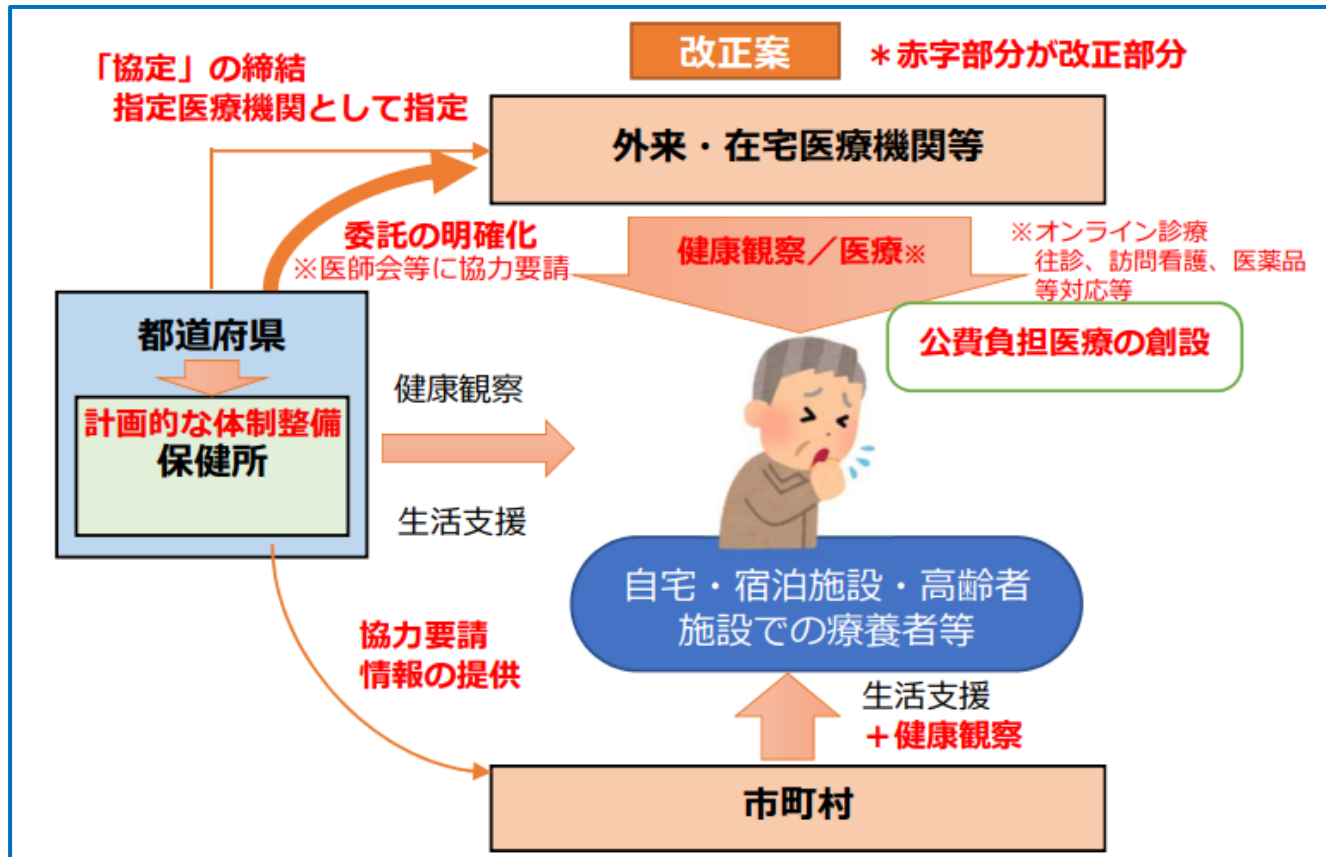 改正案
＊赤字部分が改正部分
「協定」の締結
指定医療機関として指定
外来・在宅医療機関等
委託の明確化
※医師会等に協力要請
健康観察／医療※
※オンライン診療
往診、訪問看護、医薬品
等対応等
公費負担医療の創設
都道府県
計画的な体制整備
保健所
健康観察
生活支援
自宅・宿泊施設・高齢者
施設での療養者等
協力要請
情報の提供
生活支援
＋健康観察
市町村